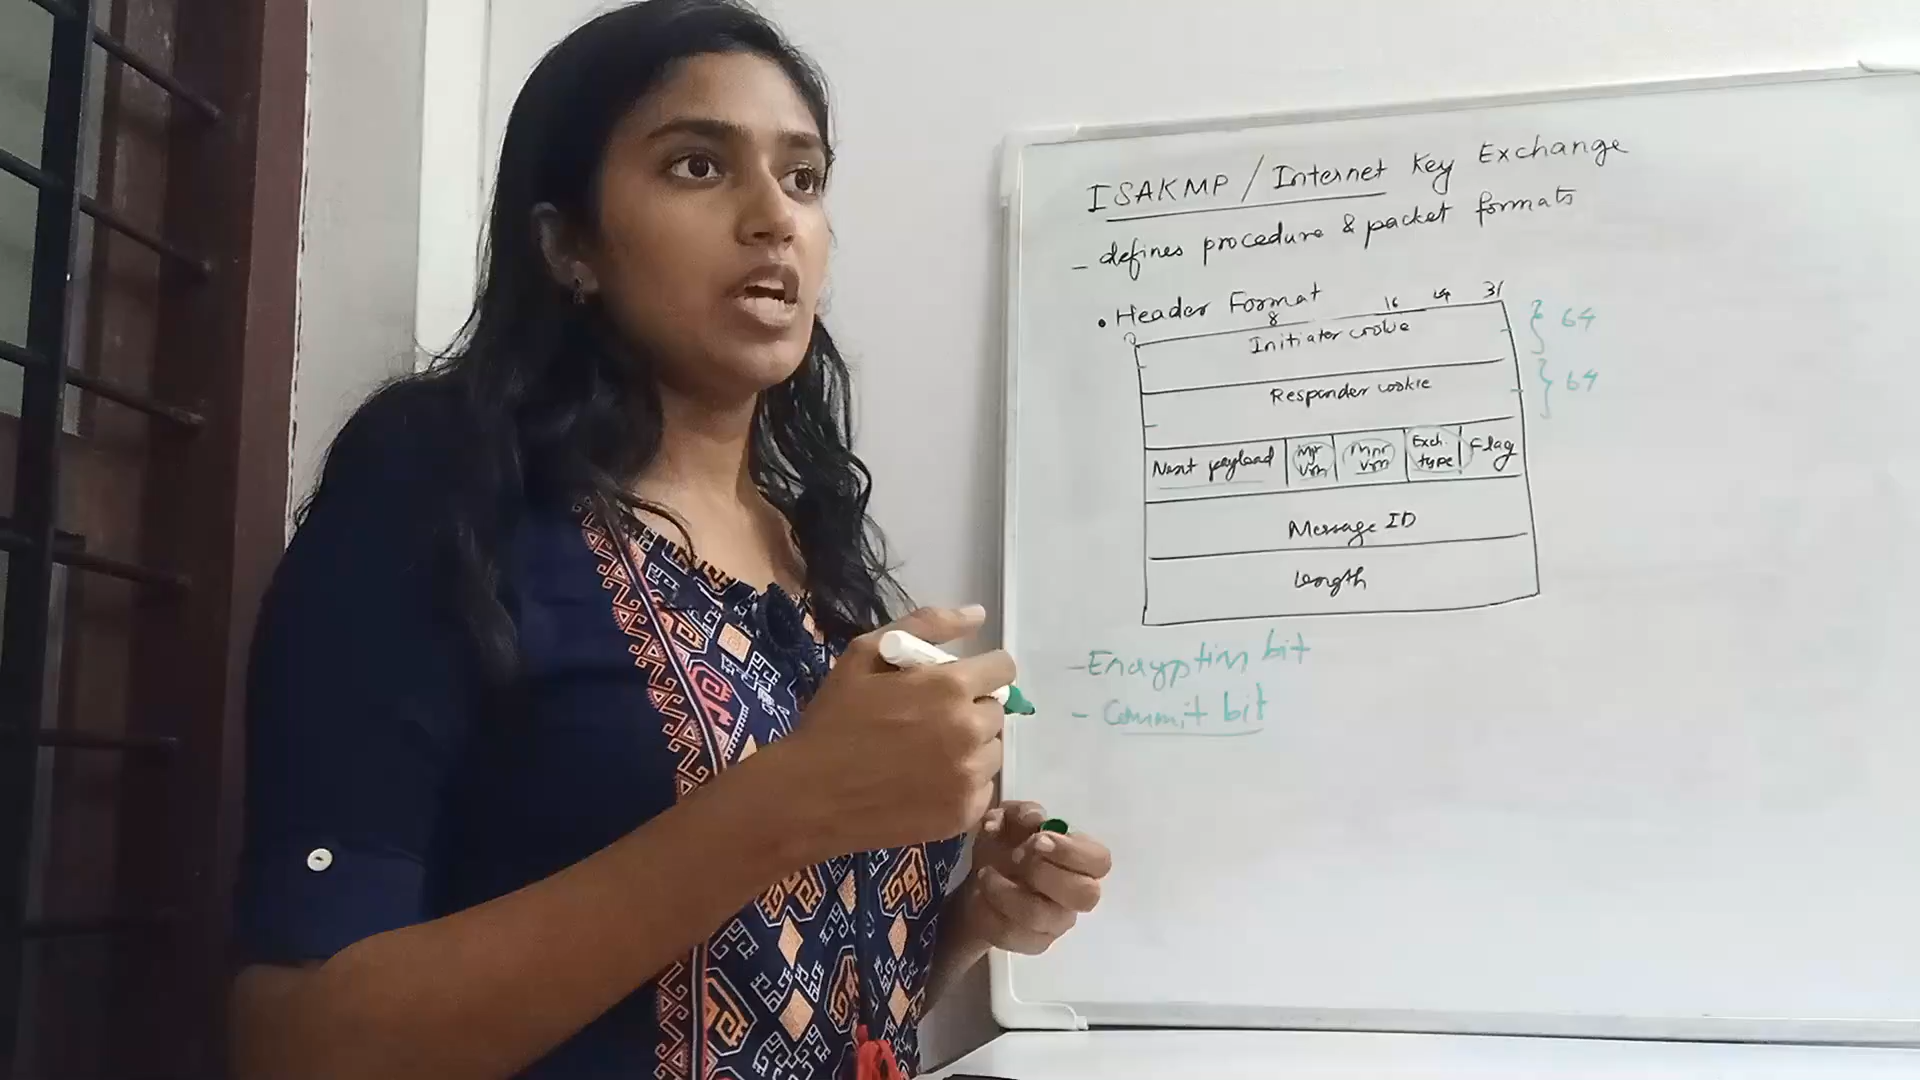 ISAKMP / Internet Key Exchange
- defines procedure & packet formats
• Header Format
0 8 16 24 31
Initiator cookie
64
Responder cookie
64
Next payload Mjr Vrn Mnr Vrn Exch. type Flag
Message ID
Length
- Encryption bit
- Commit bit